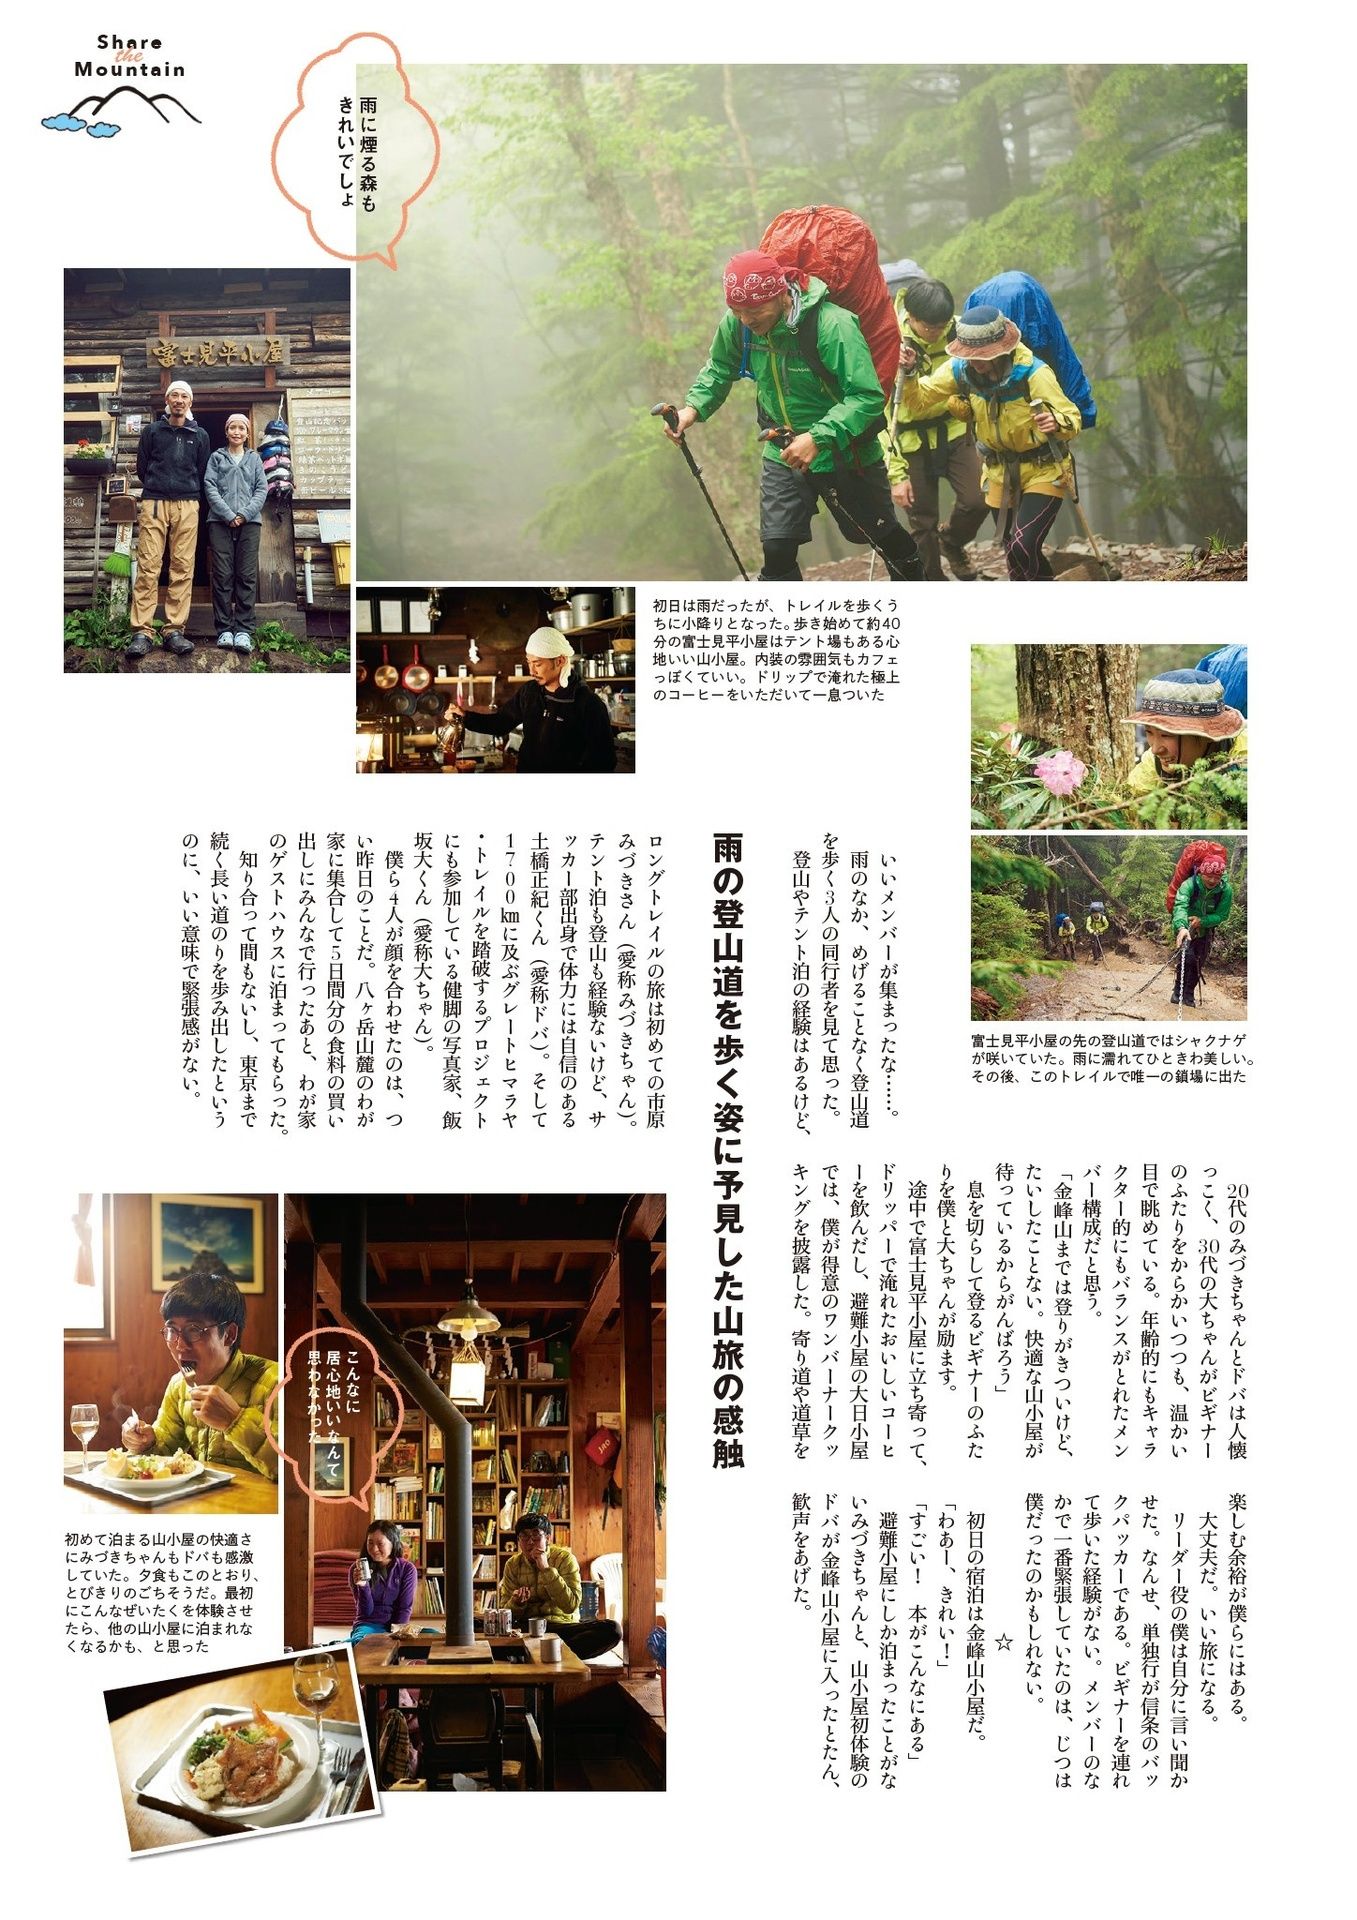 Share
the
Mountain
雨に煙る森も
きれいでしょ
富士見平小屋
初日は雨だったが、トレイルを歩くう
ちに小降りとなった。歩き始めて約40
分の富士見平小屋はテント場もある心
地いい山小屋。内装の雰囲気もカフェ
っぽくていい。ドリップで淹れた極上
のコーヒーをいただいて一息ついた
富士見平小屋の先の登山道ではシャクナゲ
が咲いていた。雨に濡れてひときわ美しい。
その後、このトレイルで唯一の鎖場に出た
雨の登山道を歩く姿に予見した山旅の感触
いいメンバーが集まったな……。
雨のなか、めげることなく登山道
を歩く3人の同行者を見て思った。
登山やテント泊の経験はあるけど、
ロングトレイルの旅は初めての市原
みづきさん（愛称みづきちゃん）。
テント泊も登山も経験ないけど、サ
ッカー部出身で体力には自信のある
土橋正紀くん（愛称ドバ）。そして
1700㎞に及ぶグレートヒマラヤ
・トレイルを踏破するプロジェクト
にも参加している健脚の写真家、飯
坂大くん（愛称大ちゃん）。
僕ら4人が顔を合わせたのは、つ
い昨日のことだ。八ヶ岳山麓のわが
家に集合して5日間分の食料の買い
出しにみんなで行ったあと、わが家
のゲストハウスに泊まってもらった。
知り合って間もないし、東京まで
続く長い道のりを歩み出したという
のに、いい意味で緊張感がない。
20代のみづきちゃんとドバは人懐
っこく、30代の大ちゃんがビギナー
のふたりをからかいつつも、温かい
目で眺めている。年齢的にもキャラ
クター的にもバランスがとれたメン
バー構成だと思う。
「金峰山までは登りがきついけど、
たいしたことない。快適な山小屋が
待っているからがんばろう」
息を切らして登るビギナーのふた
りを僕と大ちゃんが励ます。
途中で富士見平小屋に立ち寄って、
ドリッパーで淹れたおいしいコーヒ
ーを飲んだし、避難小屋の大日小屋
では、僕が得意のワンバーナークッ
キングを披露した。寄り道や道草を
楽しむ余裕が僕らにはある。
大丈夫だ。いい旅になる。
リーダー役の僕は自分に言い聞か
せた。なんせ、単独行が信条のバッ
クパッカーである。ビギナーを連れ
て歩いた経験がない。メンバーのな
かで一番緊張していたのは、じつは
僕だったのかもしれない。
☆
初日の宿泊は金峰山小屋だ。
「わあー、きれい！」
「すごい！　本がこんなにある」
避難小屋にしか泊まったことがな
いみづきちゃんと、山小屋初体験の
ドバが金峰山小屋に入ったとたん、
歓声をあげた。
こんなに
居心地いいなんて
思わなかった
初めて泊まる山小屋の快適さ
にみづきちゃんもドバも感激
していた。夕食もこのとおり、
とびきりのごちそうだ。最初
にこんなぜいたくを体験させ
たら、他の山小屋に泊まれな
くなるかも、と思った